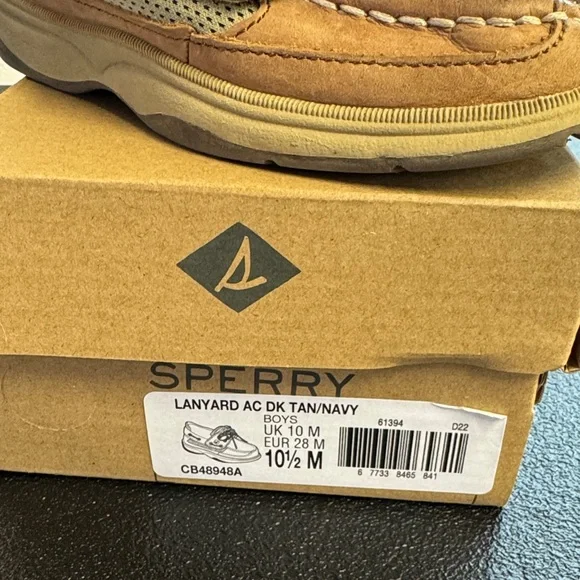 SPERRY
LANYARD AC DK TAN/NAVY
BOYS
UK 10 M
EUR 28 M
10½ M
CB48948A
61394 D22
6 7733 8465 841